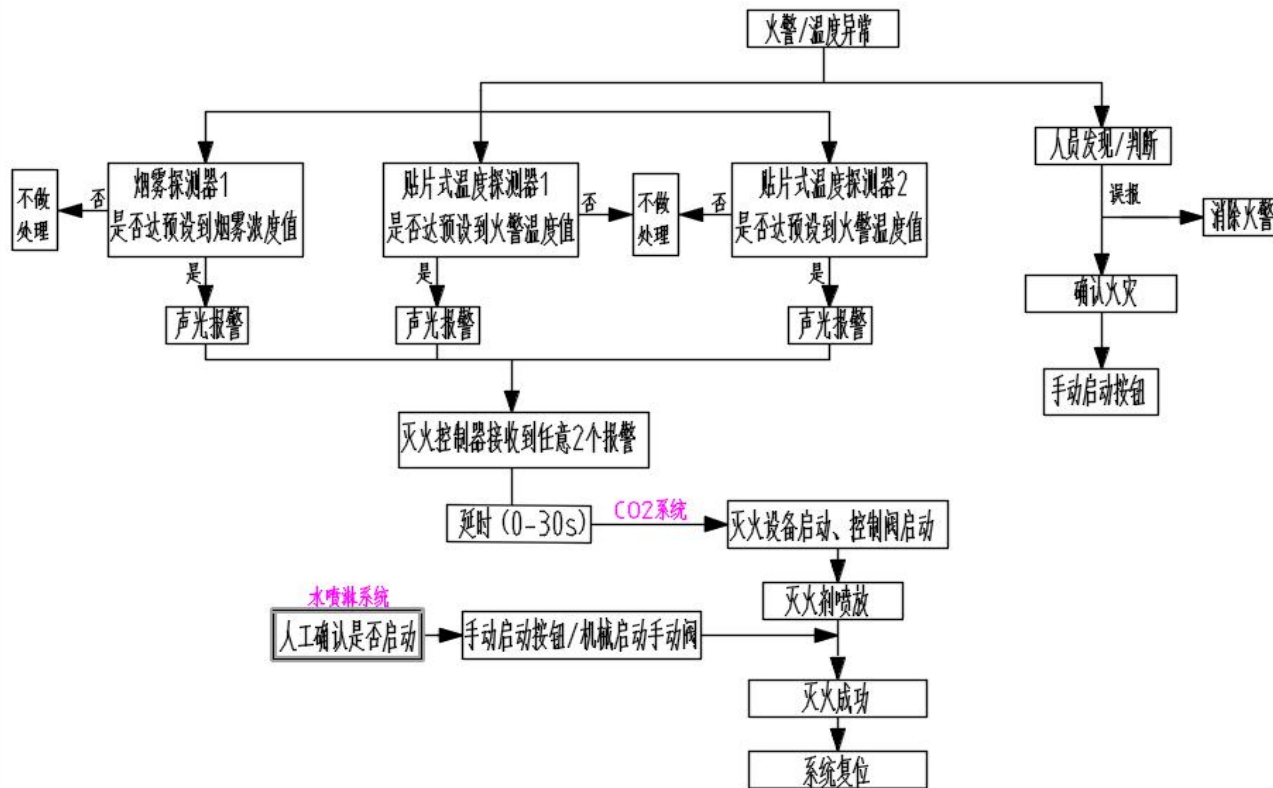 火警/温度异常
人员发现/判断
烟雾探测器1
是否达预设到烟雾浓度值
贴片式温度探测器1
是否达预设到火警温度值
贴片式温度探测器2
是否达预设到火警温度值
不做
处理
否
否
不做
处理
否
误报
消除火警
是
是
是
确认火灾
声光报警
声光报警
声光报警
手动启动按钮
灭火控制器接收到任意2个报警
延时(0-30s)
CO2系统
灭火设备启动、控制阀启动
灭火剂喷放
水喷淋系统
人工确认是否启动
手动启动按钮/机械启动手动阀
灭火成功
系统复位